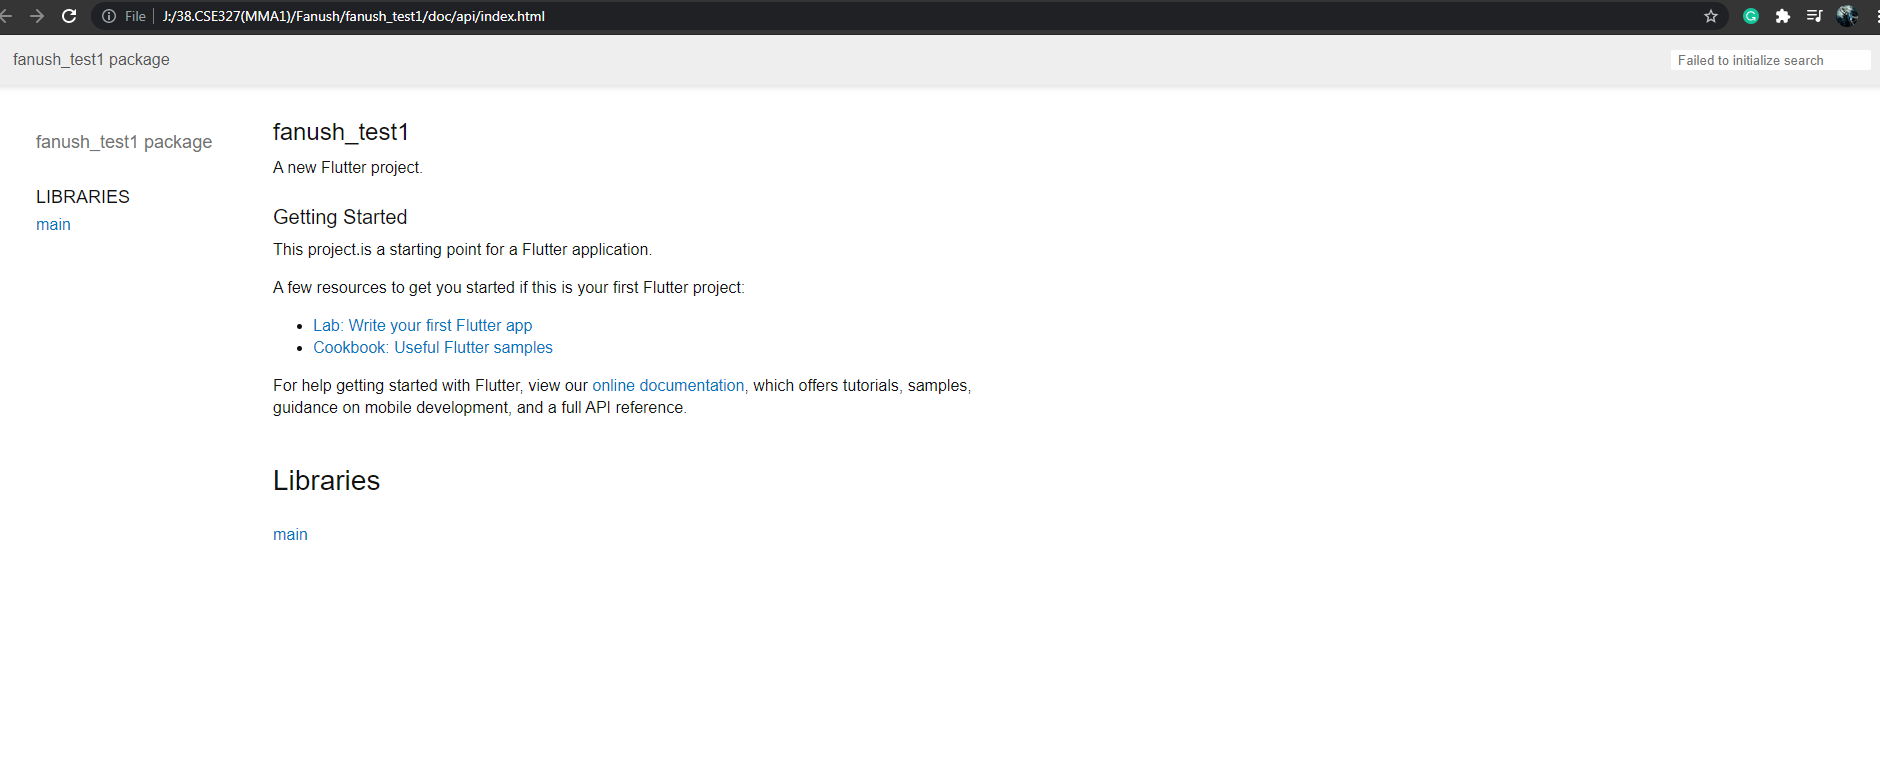 File
J:/38.CSE327(MMA1)/Fanush/fanush_test1/doc/api/index.html
fanush_test1 package
Failed to initialize search
fanush_test1 package
LIBRARIES
main
fanush_test1
A new Flutter project.
Getting Started
This project.is a starting point for a Flutter application.
A few resources to get you started if this is your first Flutter project:
Lab: Write your first Flutter app
Cookbook: Useful Flutter samples
For help getting started with Flutter, view our online documentation, which offers tutorials, samples,
guidance on mobile development, and a full API reference.
Libraries
main